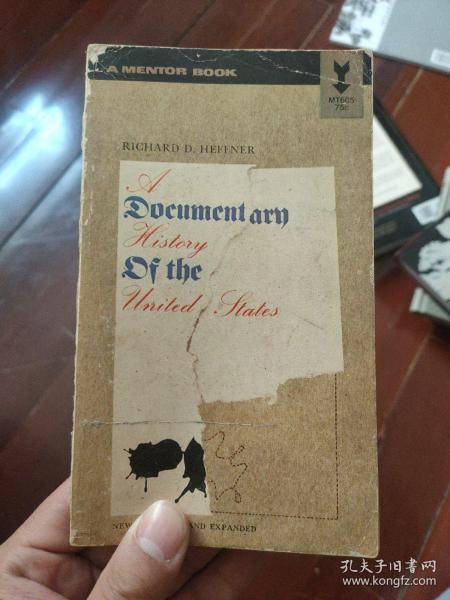 A MENTOR BOOK
MT605
75c
RICHARD D. HEFFNER
A
Documentary
History
Of the
United States
NEW AND EXPANDED
孔夫子旧书网
www.kongfz.com